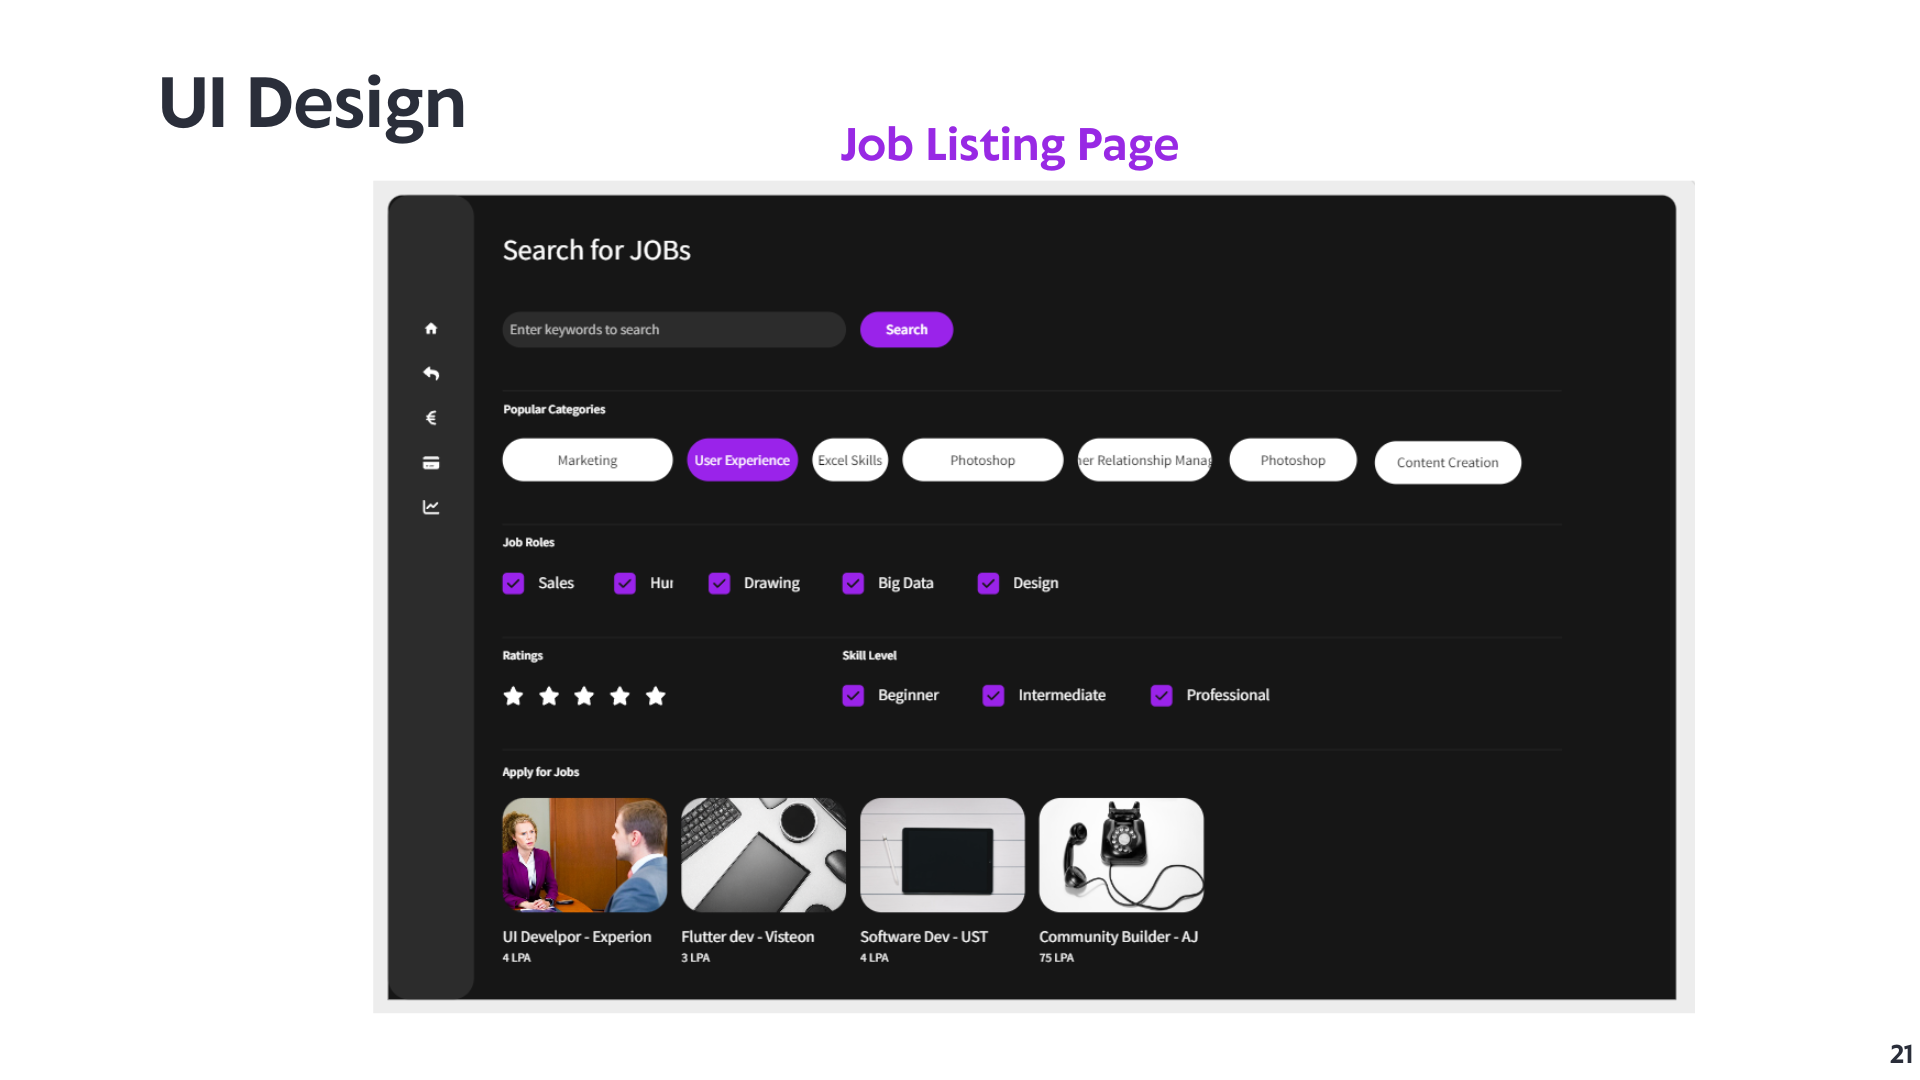 UI Design
Job Listing Page
Search for JOBs
Enter keywords to search
Search
Popular Categories
Marketing
User Experience
Excel Skills
Photoshop
er Relationship Mana
Photoshop
Content Creation
Job Roles
Sales
Hu
Drawing
Big Data
Design
Ratings
Skill Level
Beginner
Intermediate
Professional
Apply for Jobs
UI Develpor - Experion
4 LPA
Flutter dev - Visteon
3 LPA
Software Dev - UST
4 LPA
Community Builder - AJ
75 LPA
21